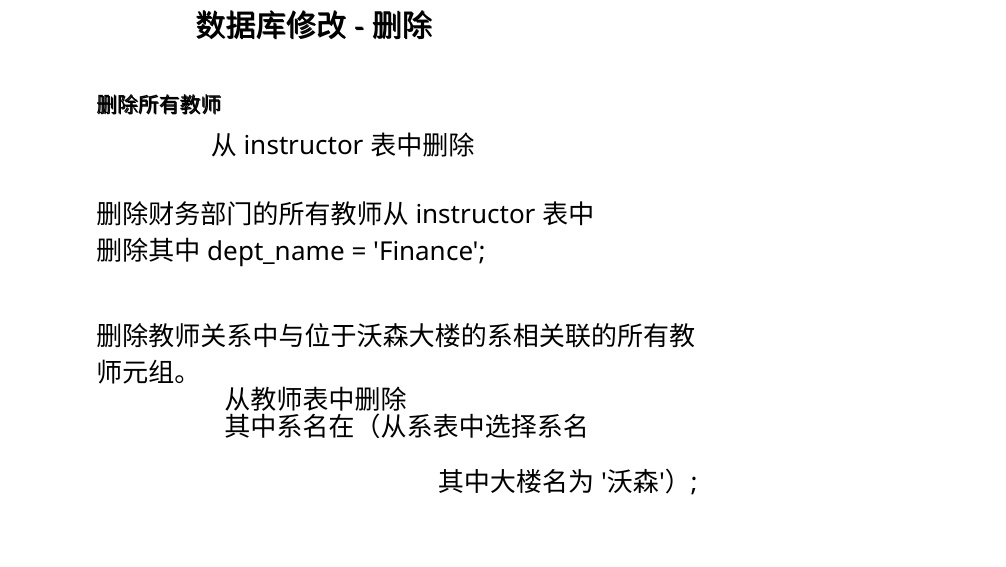 数据库修改 - 删除
删除所有教师
从 instructor 表中删除
删除财务部门的所有教师从 instructor 表中
删除其中 dept_name = 'Finance';
删除教师关系中与位于沃森大楼的系相关联的所有教
师元组。
从教师表中删除
其中系名在（从系表中选择系名
其中大楼名为 '沃森'）;